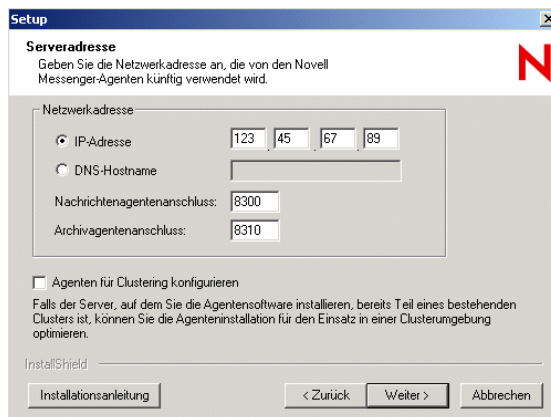 Setup
Serveradresse
Geben Sie die Netzwerkadresse an, die von den Novell
Messenger-Agenten künftig verwendet wird.
N
Netzwerkadresse
IP-Adresse 123 . 45 . 67 . 89
DNS-Hostname
Nachrichtenagentenanschluss: 8300
Archivagentenanschluss: 8310
Agenten für Clustering konfigurieren
Falls der Server, auf dem Sie die Agentensoftware installieren, bereits Teil eines bestehenden
Clusters ist, können Sie die Agenteninstallation für den Einsatz in einer Clusterumgebung
optimieren.
InstallShield
Installationsanleitung < Zurück Weiter > Abbrechen